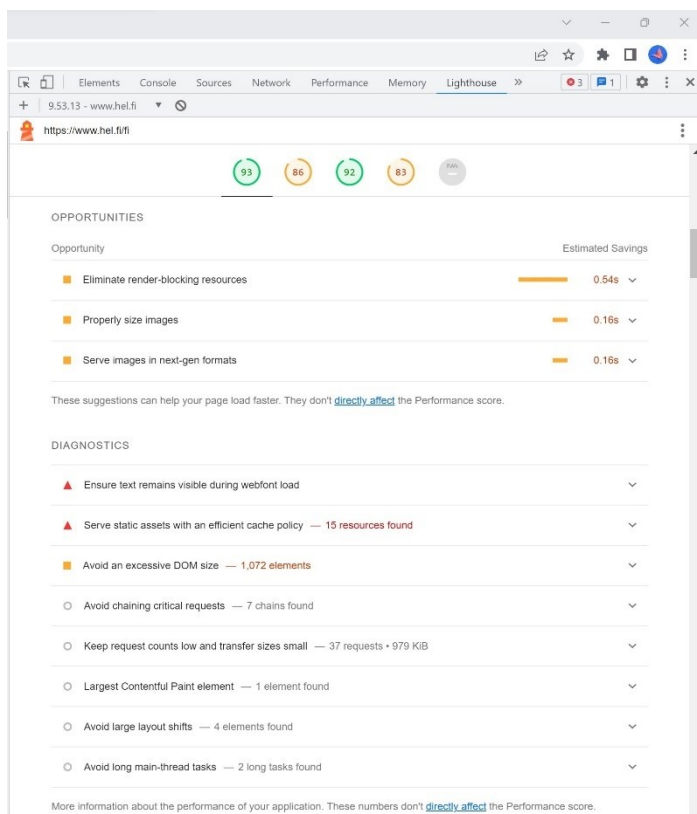 Elements Console Sources Network Performance Memory Lighthouse » 3 1
+ 9.53.13 - www.hel.fi
https://www.hel.fi/fi
93 86 92 83 PWA
OPPORTUNITIES
Opportunity Estimated Savings
Eliminate render-blocking resources 0.54s
Properly size images 0.16s
Serve images in next-gen formats 0.16s
These suggestions can help your page load faster. They don't directly affect the Performance score.
DIAGNOSTICS
Ensure text remains visible during webfont load
Serve static assets with an efficient cache policy — 15 resources found
Avoid an excessive DOM size — 1,072 elements
Avoid chaining critical requests — 7 chains found
Keep request counts low and transfer sizes small — 37 requests • 979 KiB
Largest Contentful Paint element — 1 element found
Avoid large layout shifts — 4 elements found
Avoid long main-thread tasks — 2 long tasks found
More information about the performance of your application. These numbers don't directly affect the Performance score.